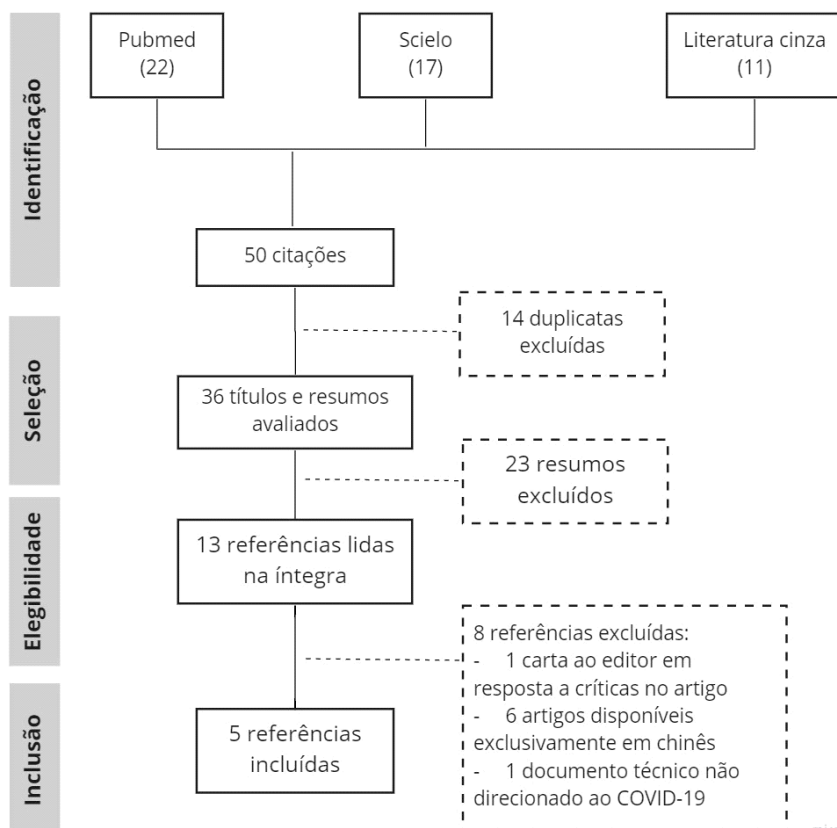 Identificação
Pubmed
(22)
Scielo
(17)
Literatura cinza
(11)
50 citações
Seleção
14 duplicatas
excluídas
36 títulos e resumos
avaliados
23 resumos
excluídos
Elegibilidade
13 referências lidas
na íntegra
8 referências excluídas:
- 1 carta ao editor em
resposta a críticas no artigo
- 6 artigos disponíveis
exclusivamente em chinês
- 1 documento técnico não
direcionado ao COVID-19
Inclusão
5 referências
incluídas